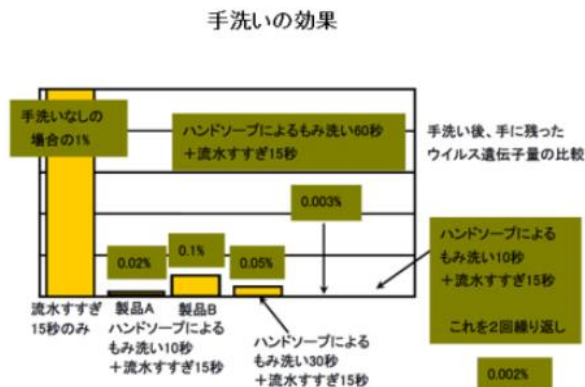 手洗いの効果
手洗いなしの
場合の1%
ハンドソープによるもみ洗い60秒
＋流水すすぎ15秒
手洗い後、手に残った
ウイルス遺伝子量の比較
0.003%
0.02%
0.1%
0.05%
ハンドソープによる
もみ洗い10秒
＋流水すすぎ15秒
これを2回繰り返し
0.002%
流水すすぎ
15秒のみ
製品A
製品B
ハンドソープによる
もみ洗い10秒
＋流水すすぎ15秒
ハンドソープによる
もみ洗い30秒
＋流水すすぎ15秒